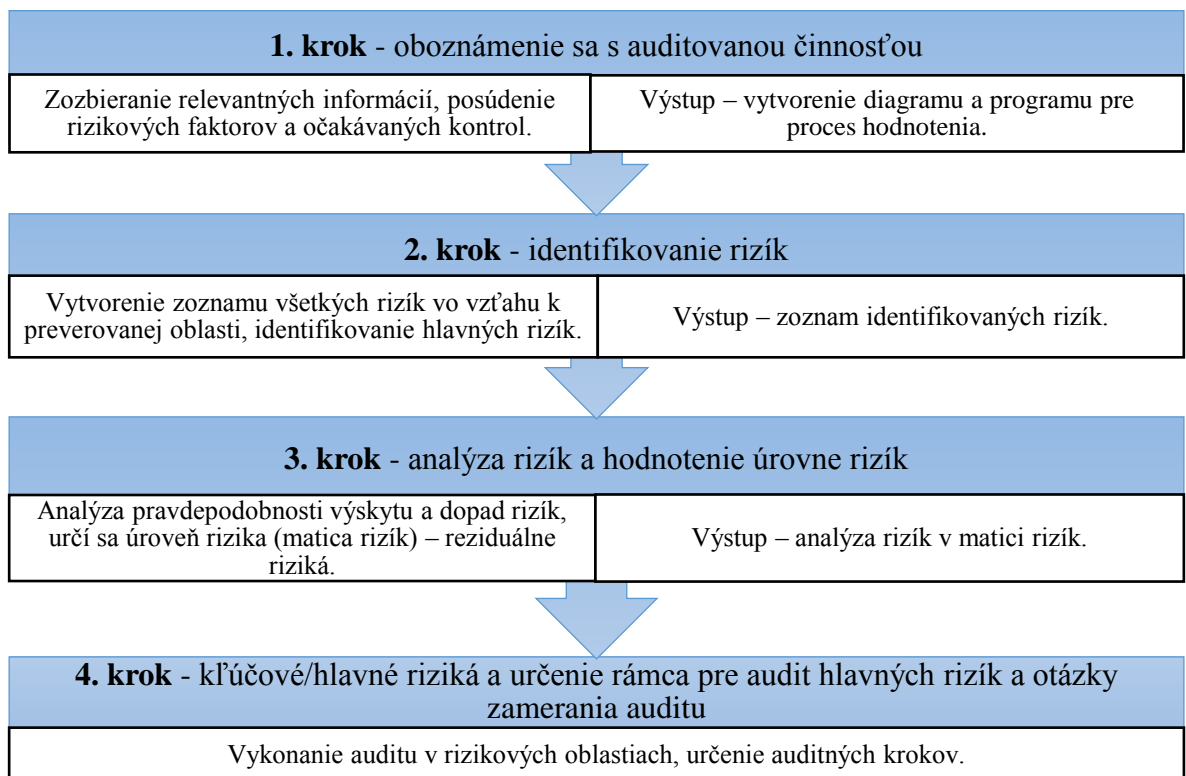 1. krok - oboznámenie sa s auditovanou činnosťou
Zozbieranie relevantných informácií, posúdenie
rizikových faktorov a očakávaných kontrol.
Výstup – vytvorenie diagramu a programu pre
proces hodnotenia.
2. krok - identifikovanie rizík
Vytvorenie zoznamu všetkých rizík vo vzťahu k
preverovanej oblasti, identifikovanie hlavných rizík.
Výstup – zoznam identifikovaných rizík.
3. krok - analýza rizík a hodnotenie úrovne rizík
Analýza pravdepodobnosti výskytu a dopad rizík,
určí sa úroveň rizika (matica rizík) – reziduálne
riziká.
Výstup – analýza rizík v matici rizík.
4. krok - kľúčové/hlavné riziká a určenie rámca pre audit hlavných rizík a otázky
zamerania auditu
Vykonanie auditu v rizikových oblastiach, určenie auditných krokov.